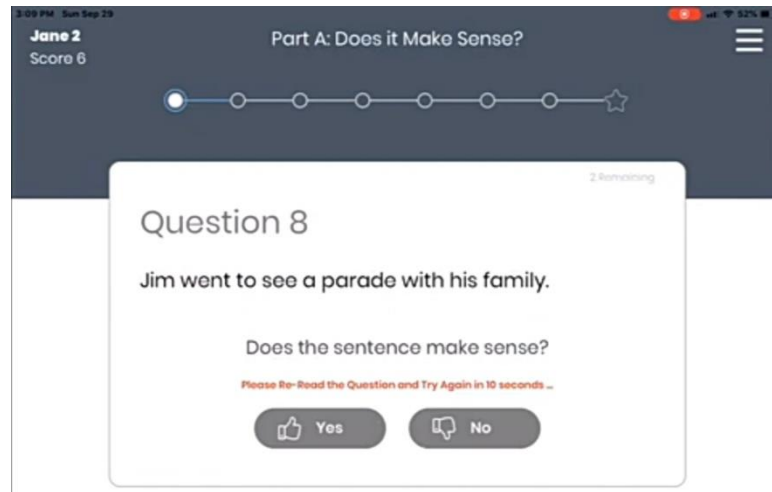 3:09 PM Sun Sep 29
52%
Jane 2
Part A: Does it Make Sense?
Score 6
2 Remaining
Question 8
Jim went to see a parade with his family.
Does the sentence make sense?
Please Re-Read the Question and Try Again in 10 seconds ...
Yes
No